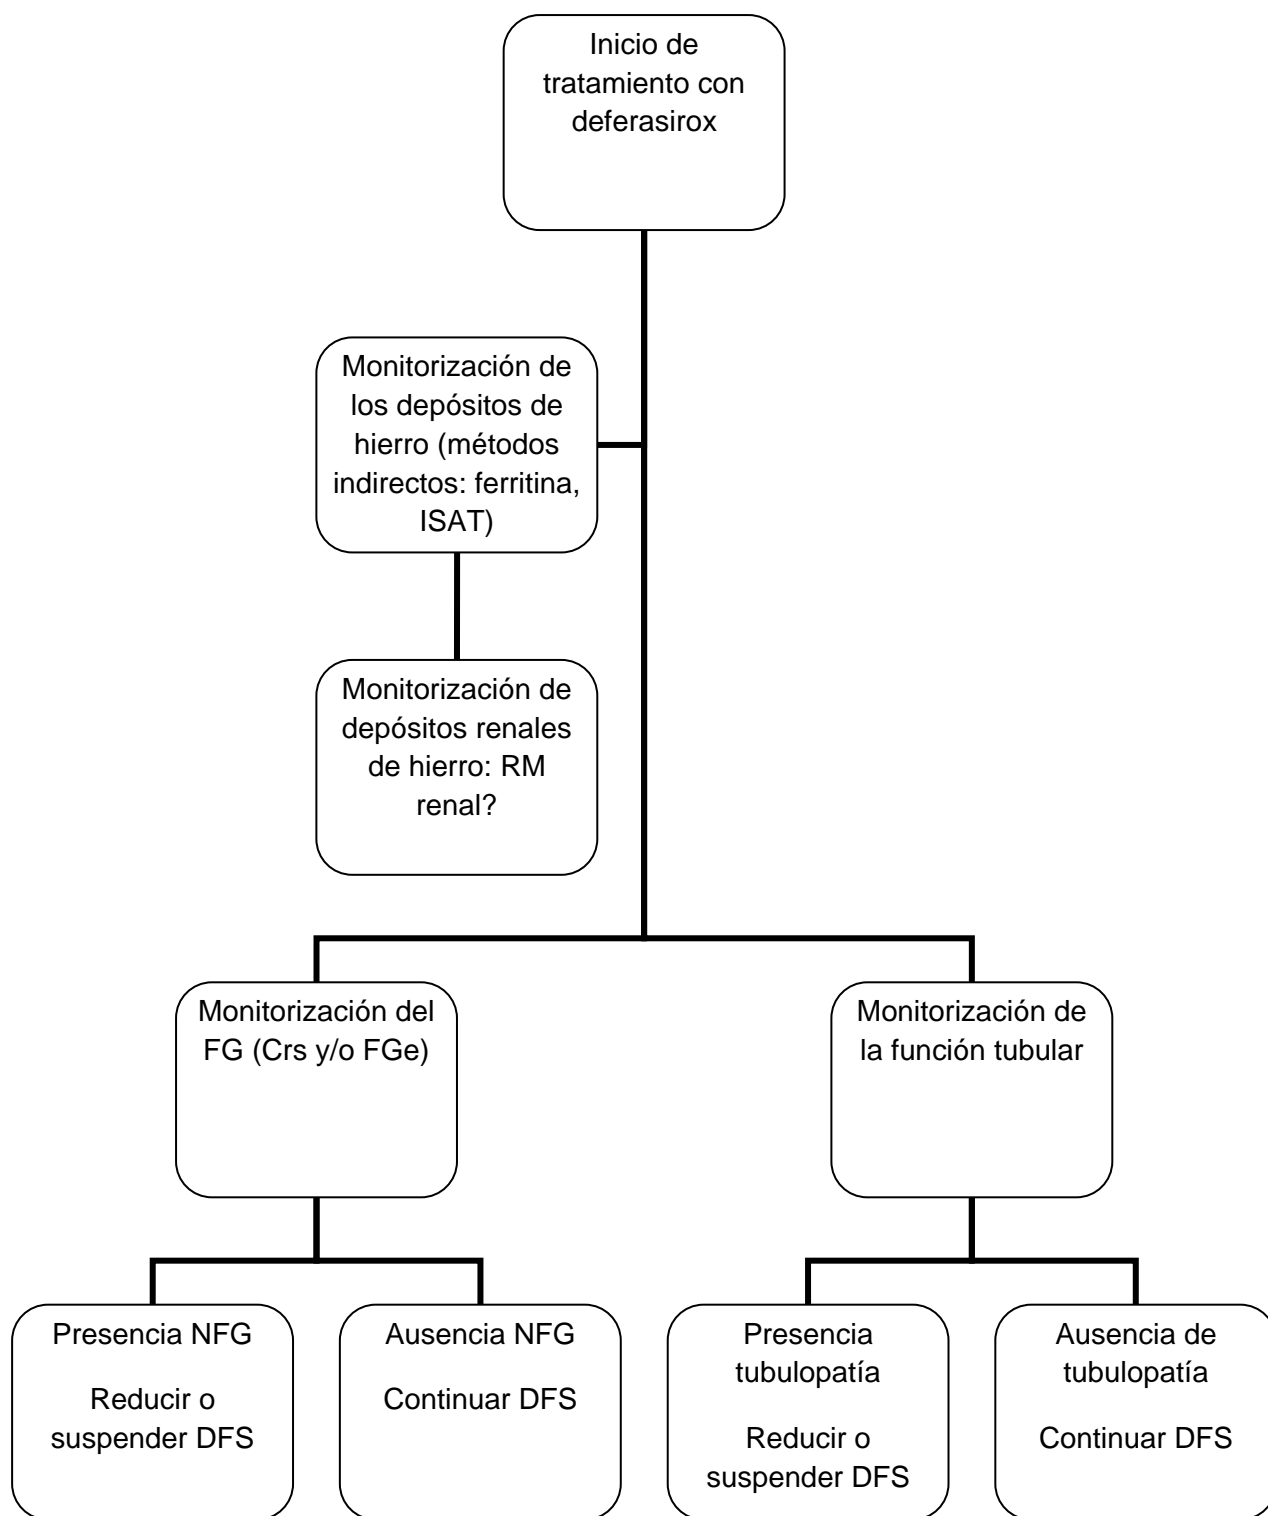 Inicio de
tratamiento con
deferasirox
Monitorización de
los depósitos de
hierro (métodos
indirectos: ferritina,
ISAT)
Monitorización de
depósitos renales
de hierro: RM
renal?
Monitorización del
FG (Crs y/o FGe)
Monitorización de
la función tubular
Presencia NFG
Reducir o
suspender DFS
Ausencia NFG
Continuar DFS
Presencia
tubulopatía
Reducir o
suspender DFS
Ausencia de
tubulopatía
Continuar DFS